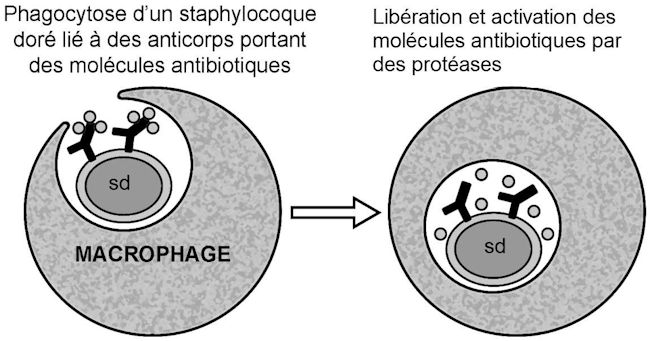 Phagocytose d’un staphylocoque
doré lié à des anticorps portant
des molécules antibiotiques
Libération et activation des
molécules antibiotiques par
des protéases
sd
MACROPHAGE
sd